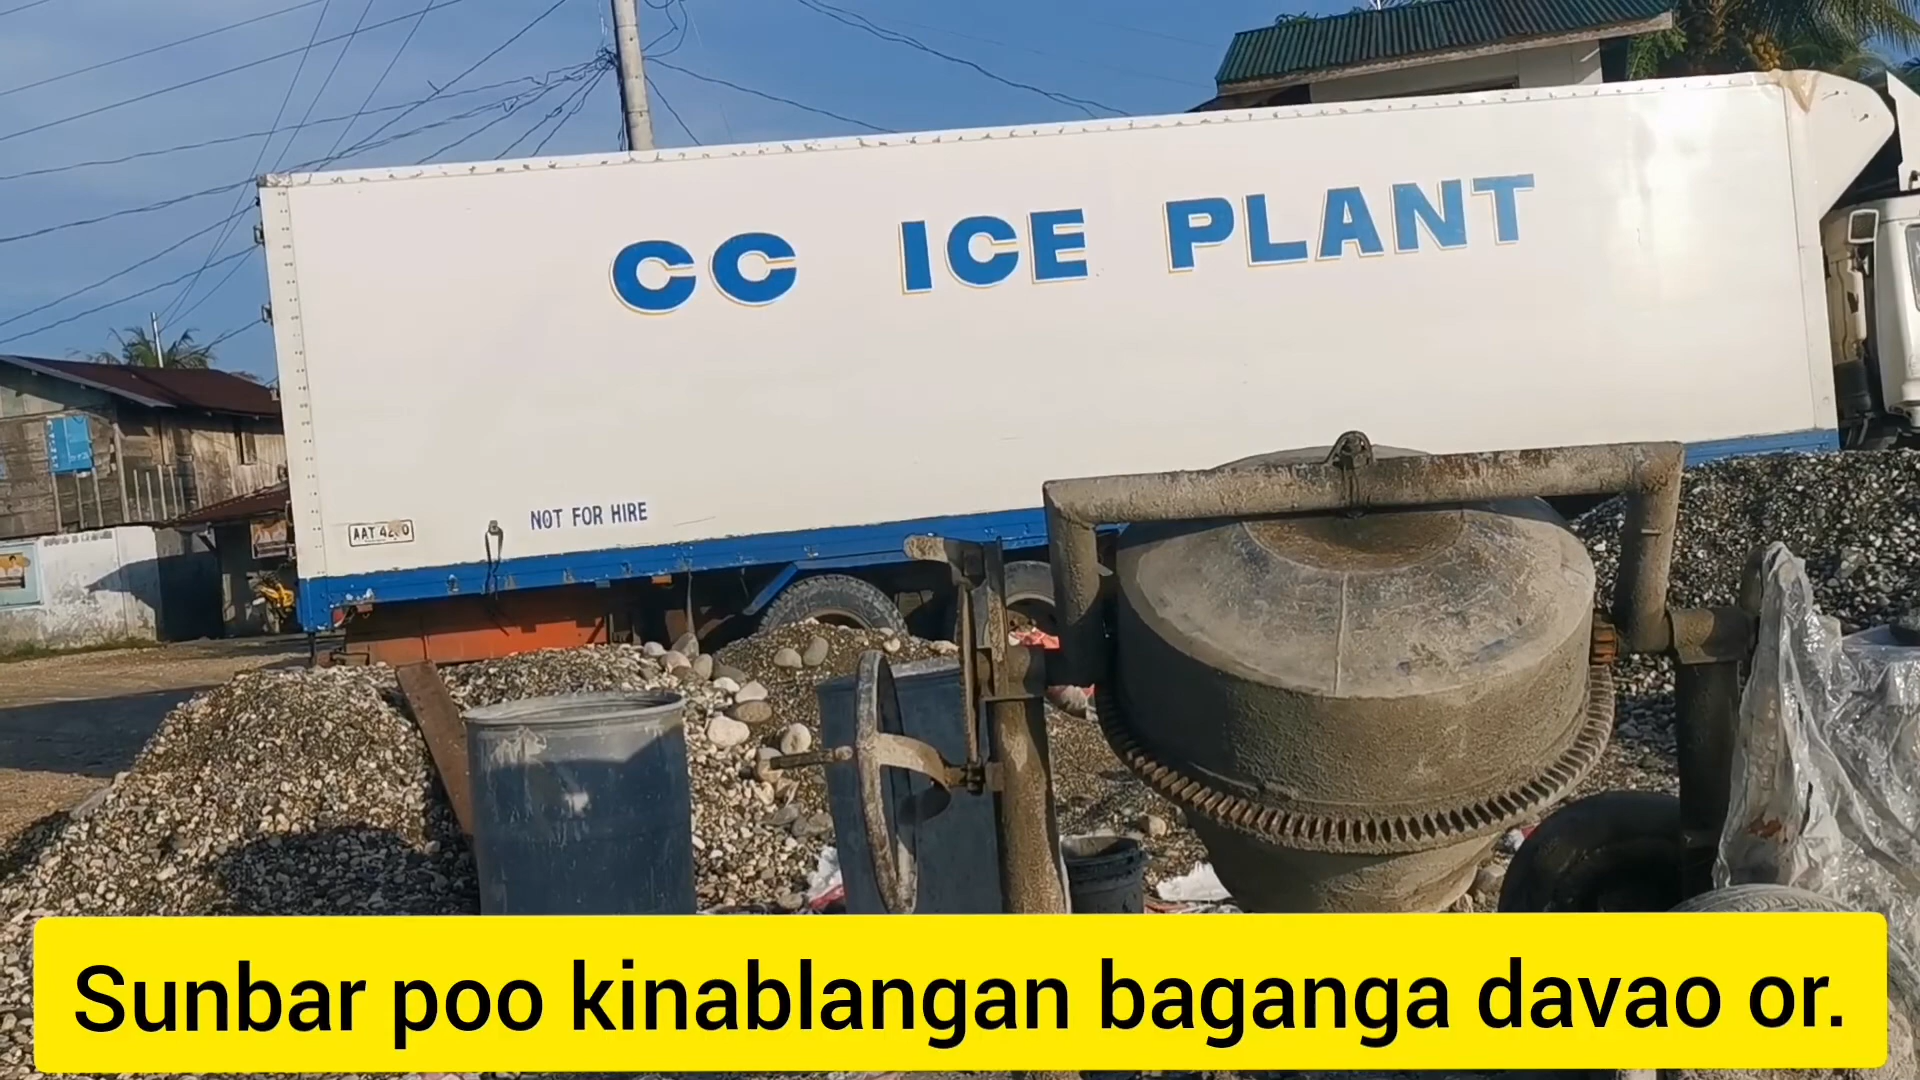 CC ICE PLANT
NOT FOR HIRE
Sunbar poo kinablangan baganga davao or.